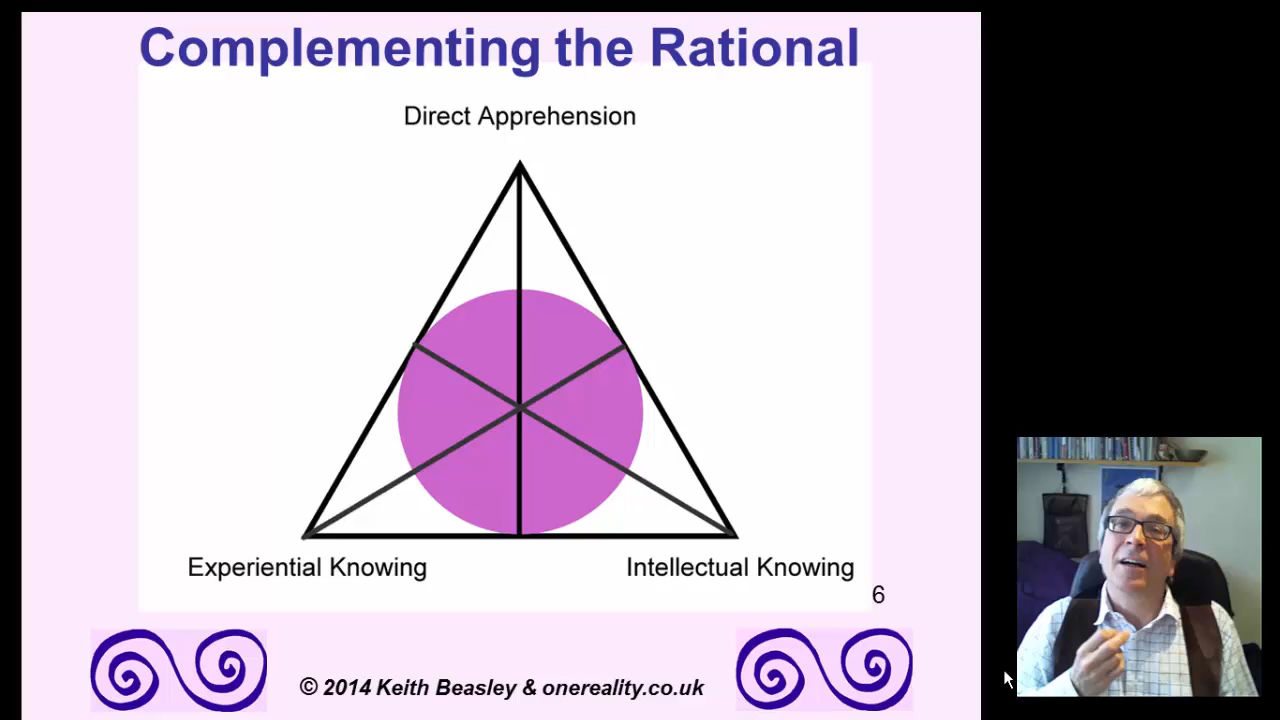 Complementing the Rational
Direct Apprehension
Experiential Knowing
Intellectual Knowing
6
© 2014 Keith Beasley & onereality.co.uk